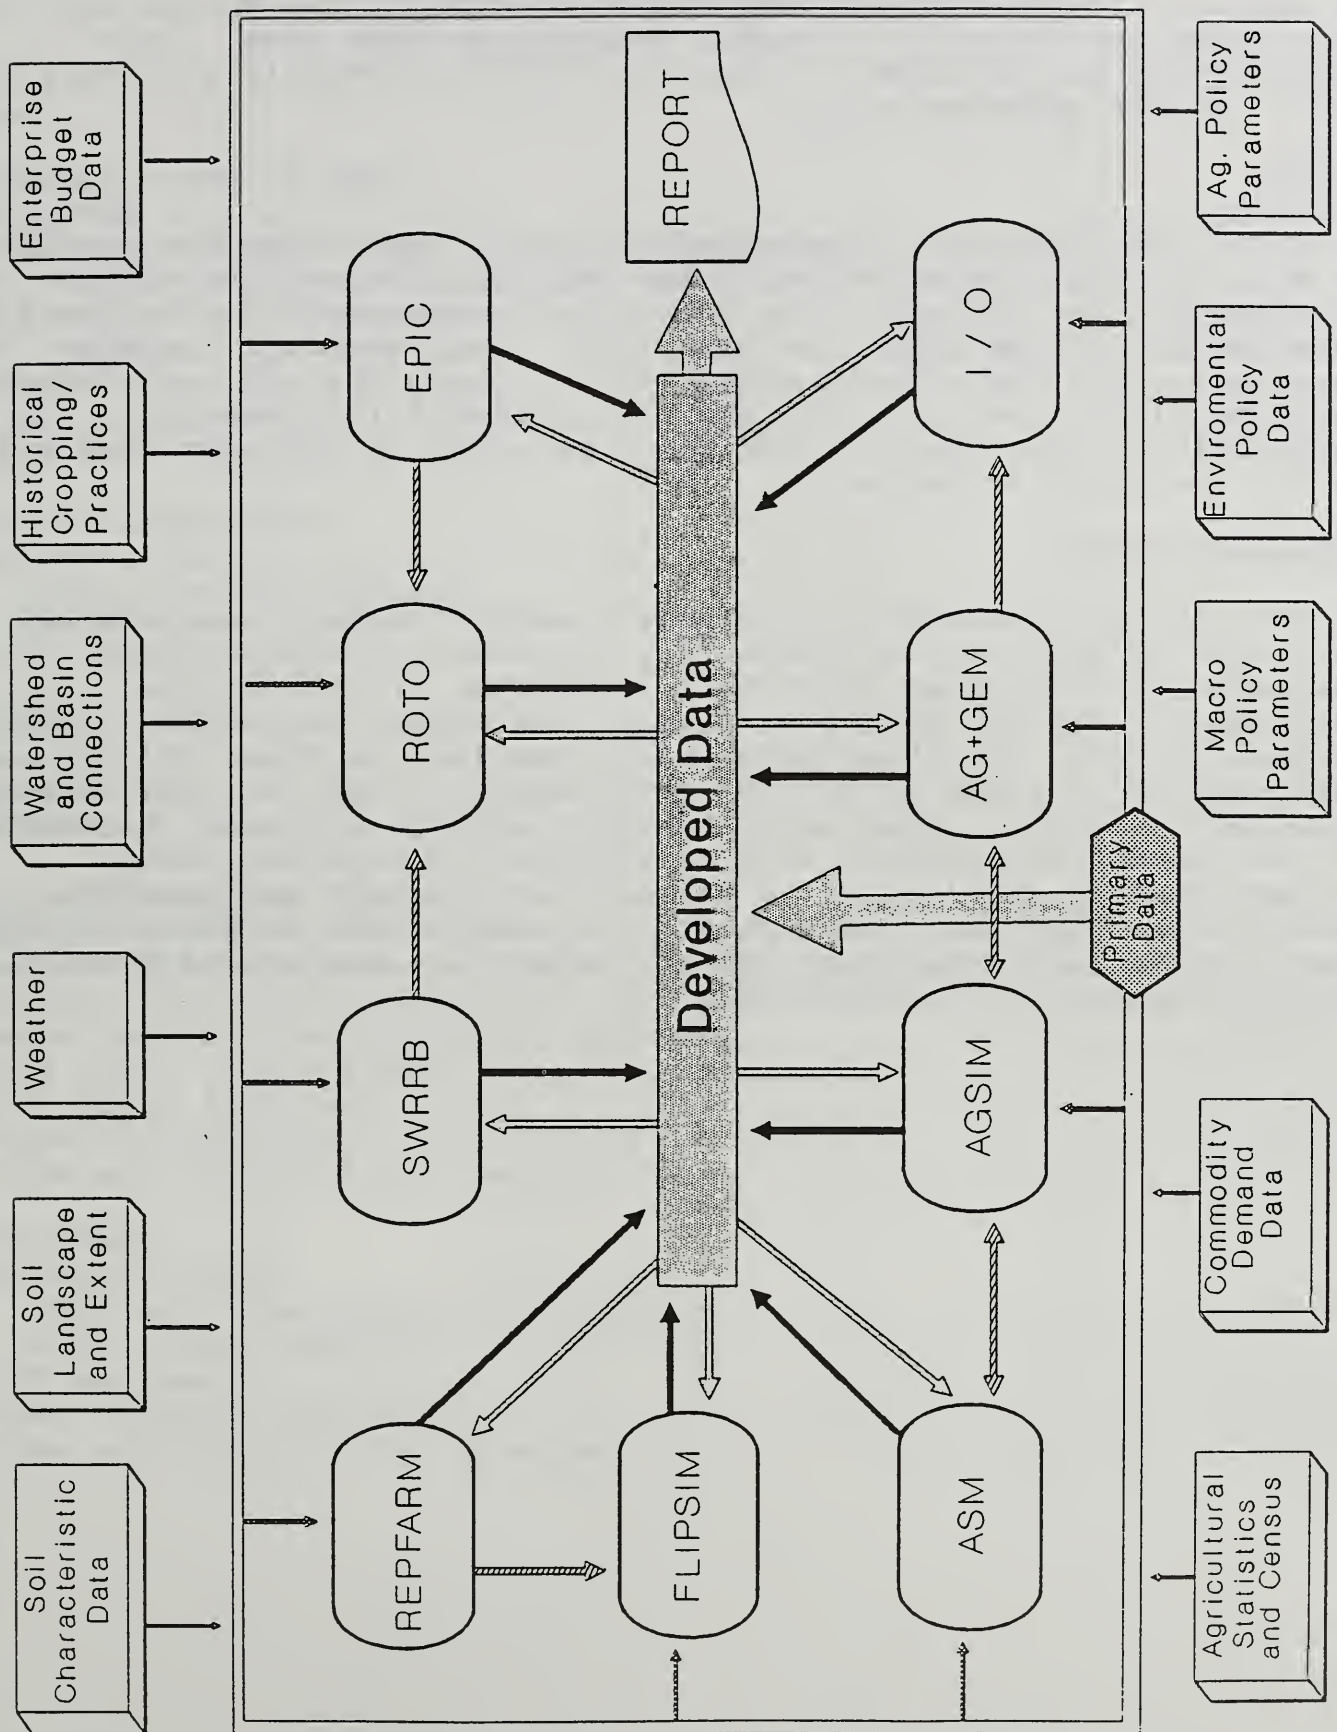 Soil
Characteristic
Data
Soil
Landscape
and Extent
Weather
Watershed
and Basin
Connections
Historical
Cropping/
Practices
Enterprise
Budget
Data
REPFARM
SWRRB
ROTO
EPIC
FLIPSIM
Developed Data
REPORT
ASM
AGSIM
AG+GEM
I / O
Primary
Data
Agricultural
Statistics
and Census
Commodity
Demand
Data
Macro
Policy
Parameters
Enviromental
Policy
Data
Ag. Policy
Parameters